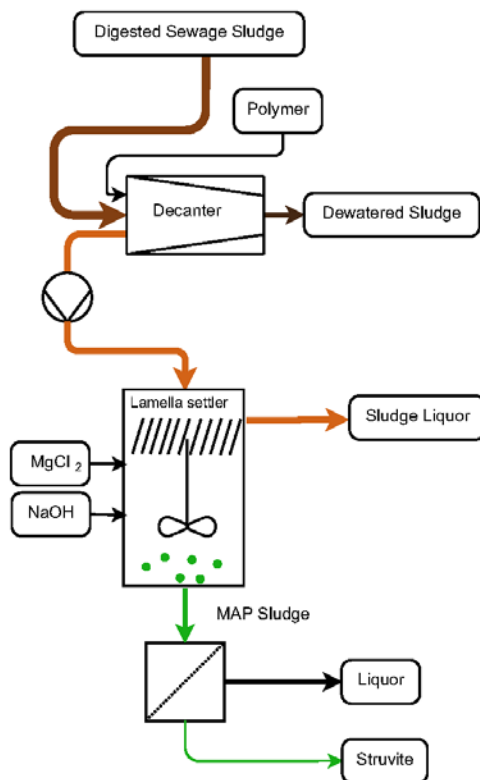 Digested Sewage Sludge
Polymer
Decanter
Dewatered Sludge
Lamella settler
Sludge Liquor
MgCl₂
NaOH
MAP Sludge
Liquor
Struvite